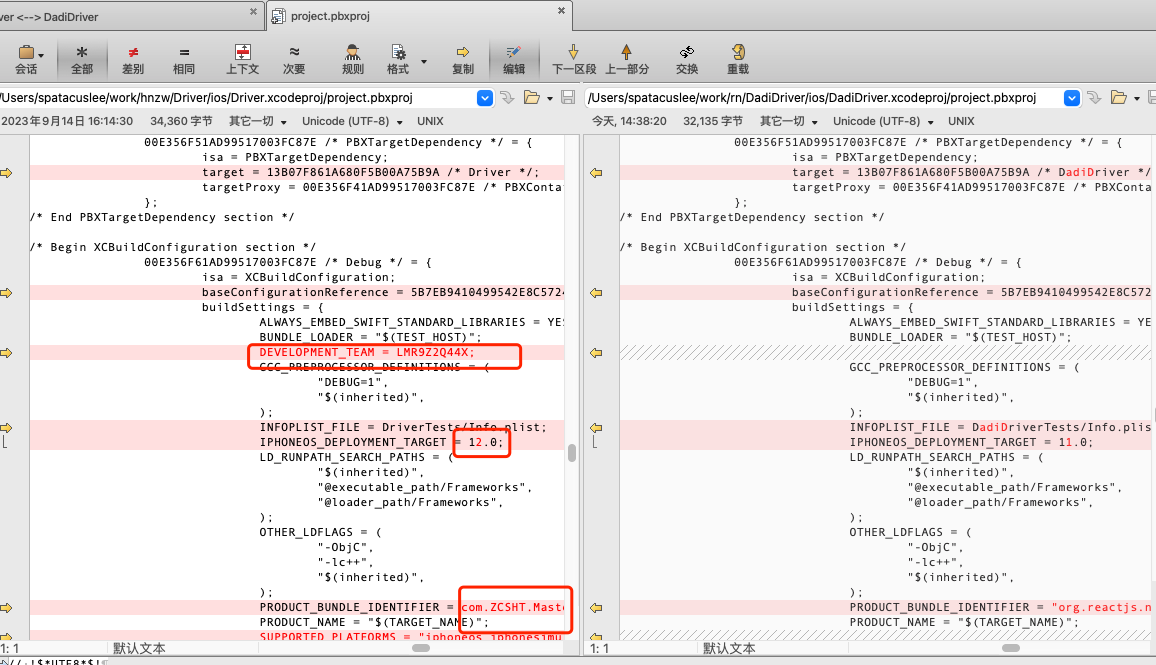 ver <--> DadiDriver
project.pbxproj
会话 全部 差别 相同 上下文 次要 规则 格式 复制 编辑 下一区段 上一部分 交换 重载
/Users/spatacuslee/work/hnzw/Driver/ios/Driver.xcodeproj/project.pbxproj
2023年9月14日 16:14:30 34,360 字节 其它一切 Unicode (UTF-8) UNIX
00E356F51AD99517003FC87E /* PBXTargetDependency */ = {
isa = PBXTargetDependency;
target = 13B07F861A680F5B00A75B9A /* Driver */;
targetProxy = 00E356F41AD99517003FC87E /* PBXConta
};
/* End PBXTargetDependency section */
/* Begin XCBuildConfiguration section */
00E356F61AD99517003FC87E /* Debug */ = {
isa = XCBuildConfiguration;
baseConfigurationReference = 5B7EB9410499542E8C5724
buildSettings = {
ALWAYS_EMBED_SWIFT_STANDARD_LIBRARIES = YES
BUNDLE_LOADER = "$(TEST_HOST)";
DEVELOPMENT_TEAM = LMR9Z2Q44X;
GCC_PREPROCESSOR_DEFINITIONS = (
"DEBUG=1",
"$(inherited)",
);
INFOPLIST_FILE = DriverTests/Info.plist;
IPHONEOS_DEPLOYMENT_TARGET = 12.0;
LD_RUNPATH_SEARCH_PATHS = (
"$(inherited)",
"@executable_path/Frameworks",
"@loader_path/Frameworks",
);
OTHER_LDFLAGS = (
"-ObjC",
"-lc++",
"$(inherited)",
);
PRODUCT_BUNDLE_IDENTIFIER = com.ZCSHT.Maste
PRODUCT_NAME = "$(TARGET_NAME)";
SUPPORTED_PLATFORMS = "iphoneos iphonesimu
1: 1 默认文本
/Users/spatacuslee/work/rn/DadiDriver/ios/DadiDriver.xcodeproj/project.pbxproj
今天, 14:38:20 32,135 字节 其它一切 Unicode (UTF-8) UNIX
00E356F51AD99517003FC87E /* PBXTargetDependency */ = {
isa = PBXTargetDependency;
target = 13B07F861A680F5B00A75B9A /* DadiDriver */
targetProxy = 00E356F41AD99517003FC87E /* PBXConta
};
/* End PBXTargetDependency section */
/* Begin XCBuildConfiguration section */
00E356F61AD99517003FC87E /* Debug */ = {
isa = XCBuildConfiguration;
baseConfigurationReference = 5B7EB9410499542E8C572
buildSettings = {
ALWAYS_EMBED_SWIFT_STANDARD_LIBRARIES = YE
BUNDLE_LOADER = "$(TEST_HOST)";
GCC_PREPROCESSOR_DEFINITIONS = (
"DEBUG=1",
"$(inherited)",
);
INFOPLIST_FILE = DadiDriverTests/Info.plis
IPHONEOS_DEPLOYMENT_TARGET = 11.0;
LD_RUNPATH_SEARCH_PATHS = (
"$(inherited)",
"@executable_path/Frameworks",
"@loader_path/Frameworks",
);
OTHER_LDFLAGS = (
"-ObjC",
"-lc++",
"$(inherited)",
);
PRODUCT_BUNDLE_IDENTIFIER = "org.reactjs.n
PRODUCT_NAME = "$(TARGET_NAME)";
1: 1 默认文本
// !$*UTF8*$!